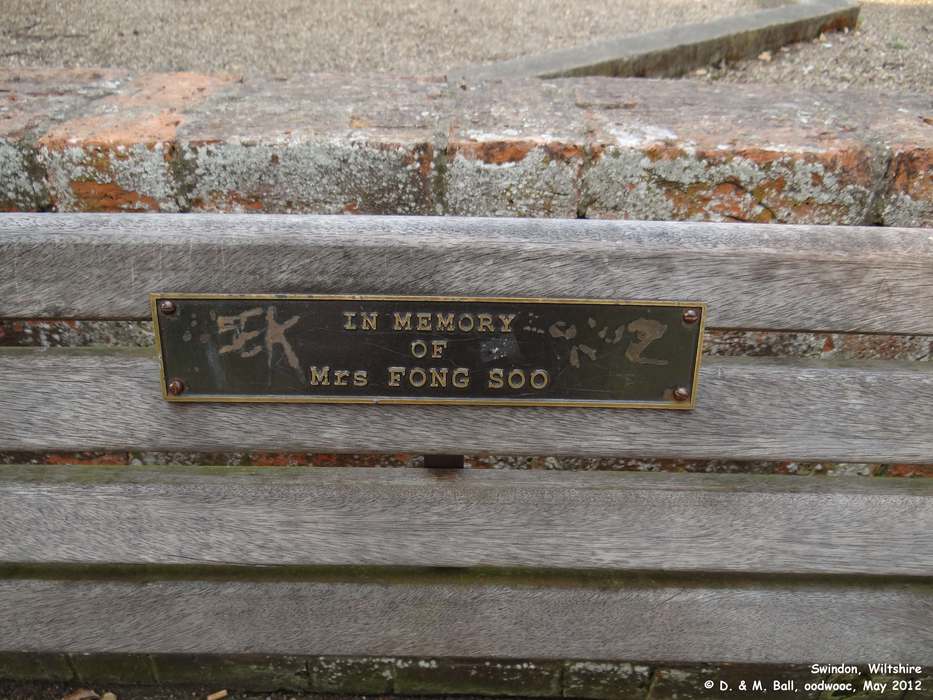 IN MEMORY
OF
Mrs FONG SOO
Swindon, Wiltshire
© D. & M. Ball, oodwooc, May 2012